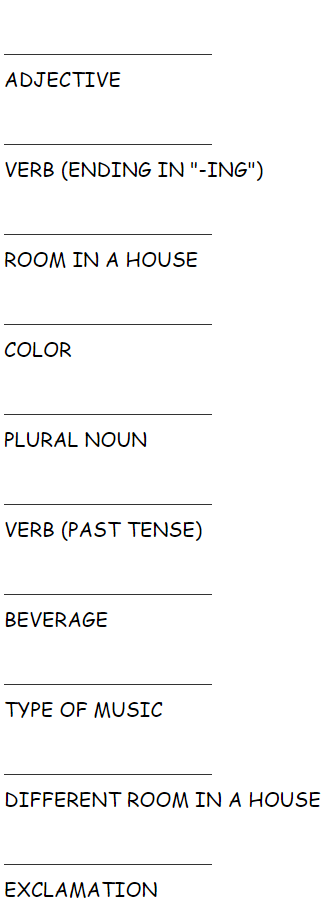 ADJECTIVE
VERB (ENDING IN "-ING")
ROOM IN A HOUSE
COLOR
PLURAL NOUN
VERB (PAST TENSE)
BEVERAGE
TYPE OF MUSIC
DIFFERENT ROOM IN A HOUSE
EXCLAMATION